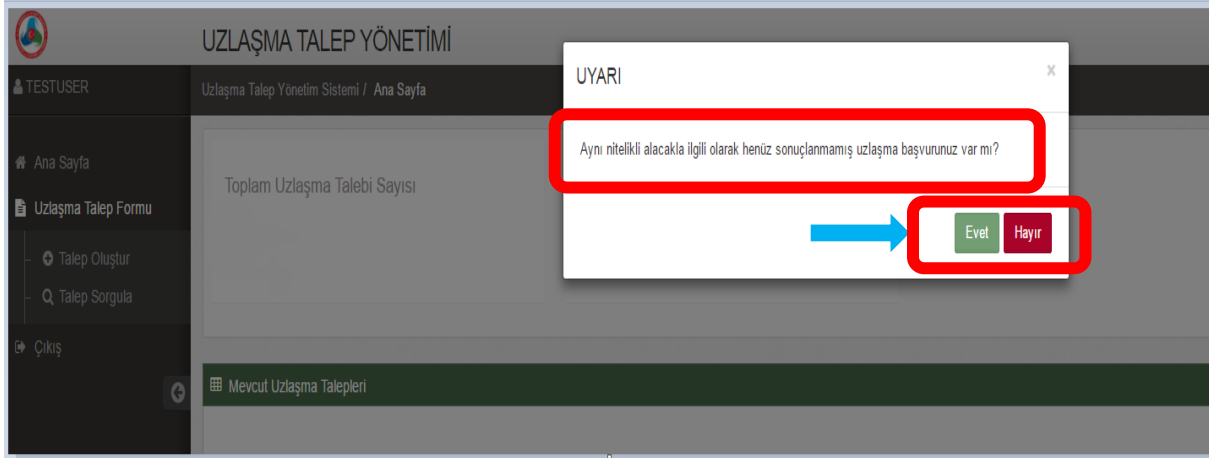 UZLAŞMA TALEP YÖNETİMİ
TESTUSER
Uzlaşma Talep Yönetim Sistemi / Ana Sayfa
UYARI
×
Aynı nitelikli alacakla ilgili olarak henüz sonuçlanmamış uzlaşma başvurunuz var mı?
Evet Hayır
Ana Sayfa
Uzlaşma Talep Formu
Talep Oluştur
Talep Sorgula
Çıkış
Toplam Uzlaşma Talebi Sayısı
Mevcut Uzlaşma Talepleri